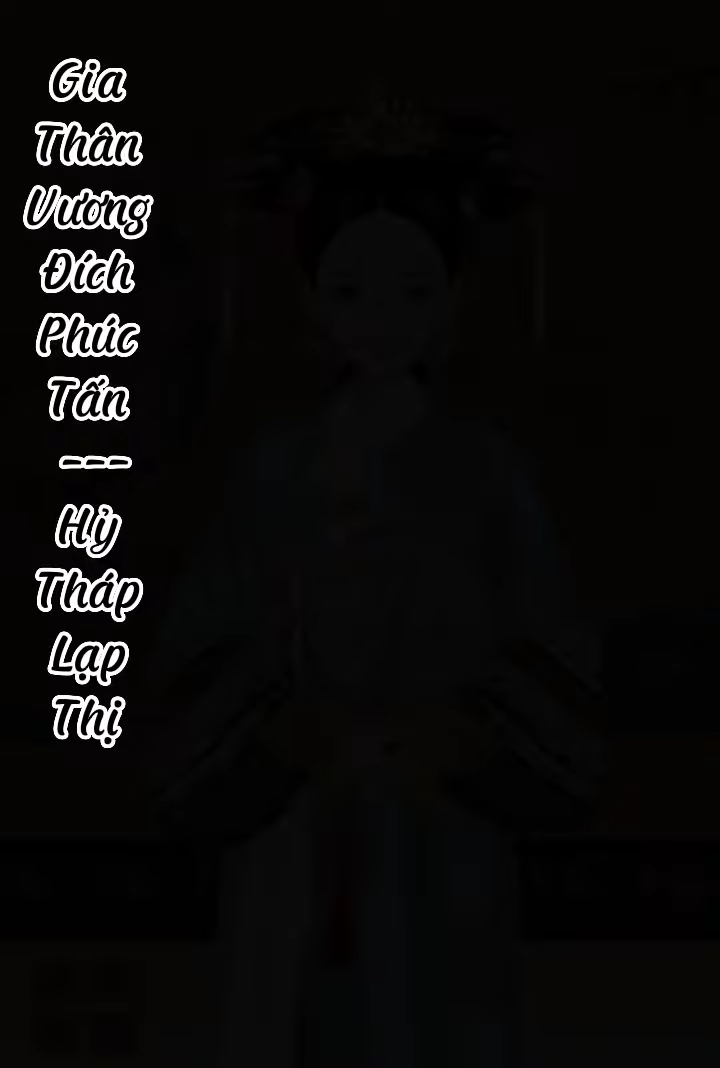 Gia
Thân
Vương
Đích
Phúc
Tấn
---
Hỷ
Tháp
Lạp
Thị